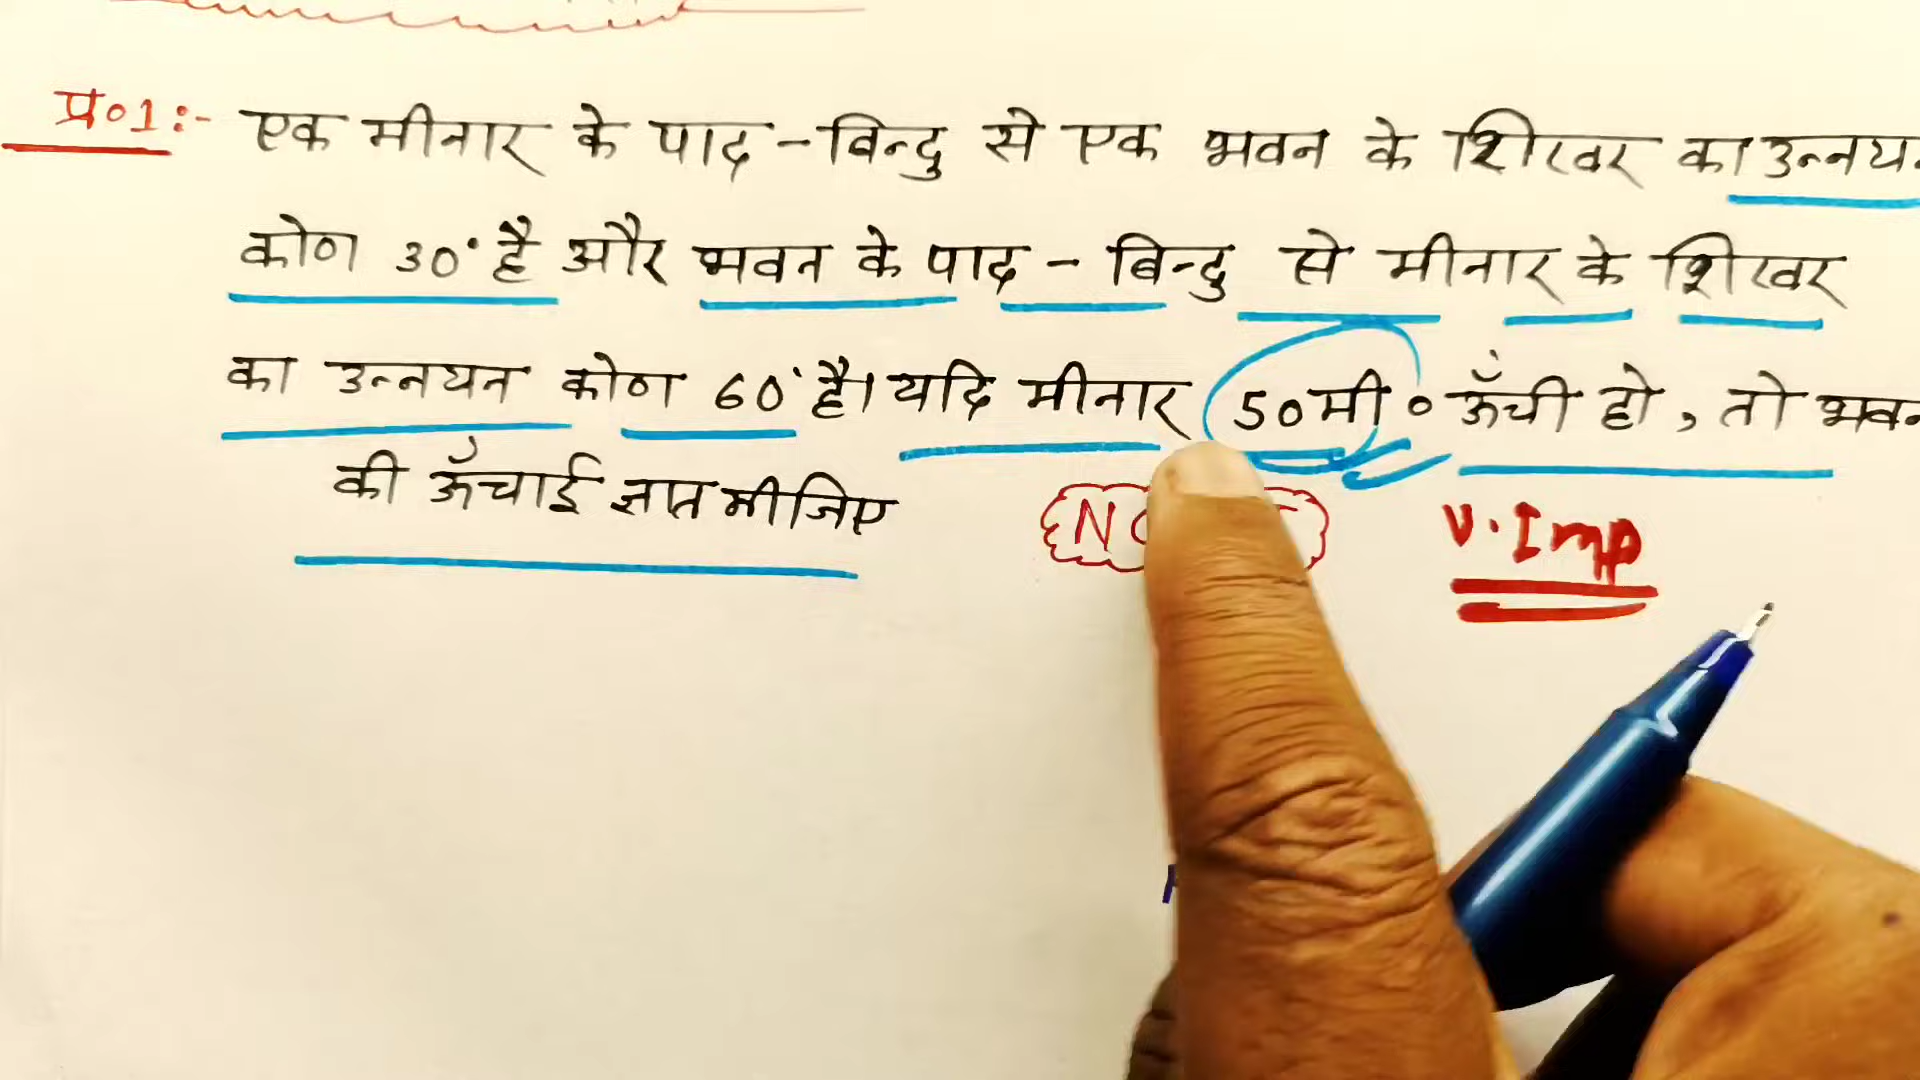 प्र०1:- एक मीनार के पाद-बिन्दु से एक भवन के शिखर का उन्नयन
कोण 30° है और भवन के पाद - बिन्दु से मीनार के शिखर
का उन्नयन कोण 60° है। यदि मीनार 50मी० ऊँची हो, तो भवन
की ऊँचाई ज्ञात कीजिए
V. Imp